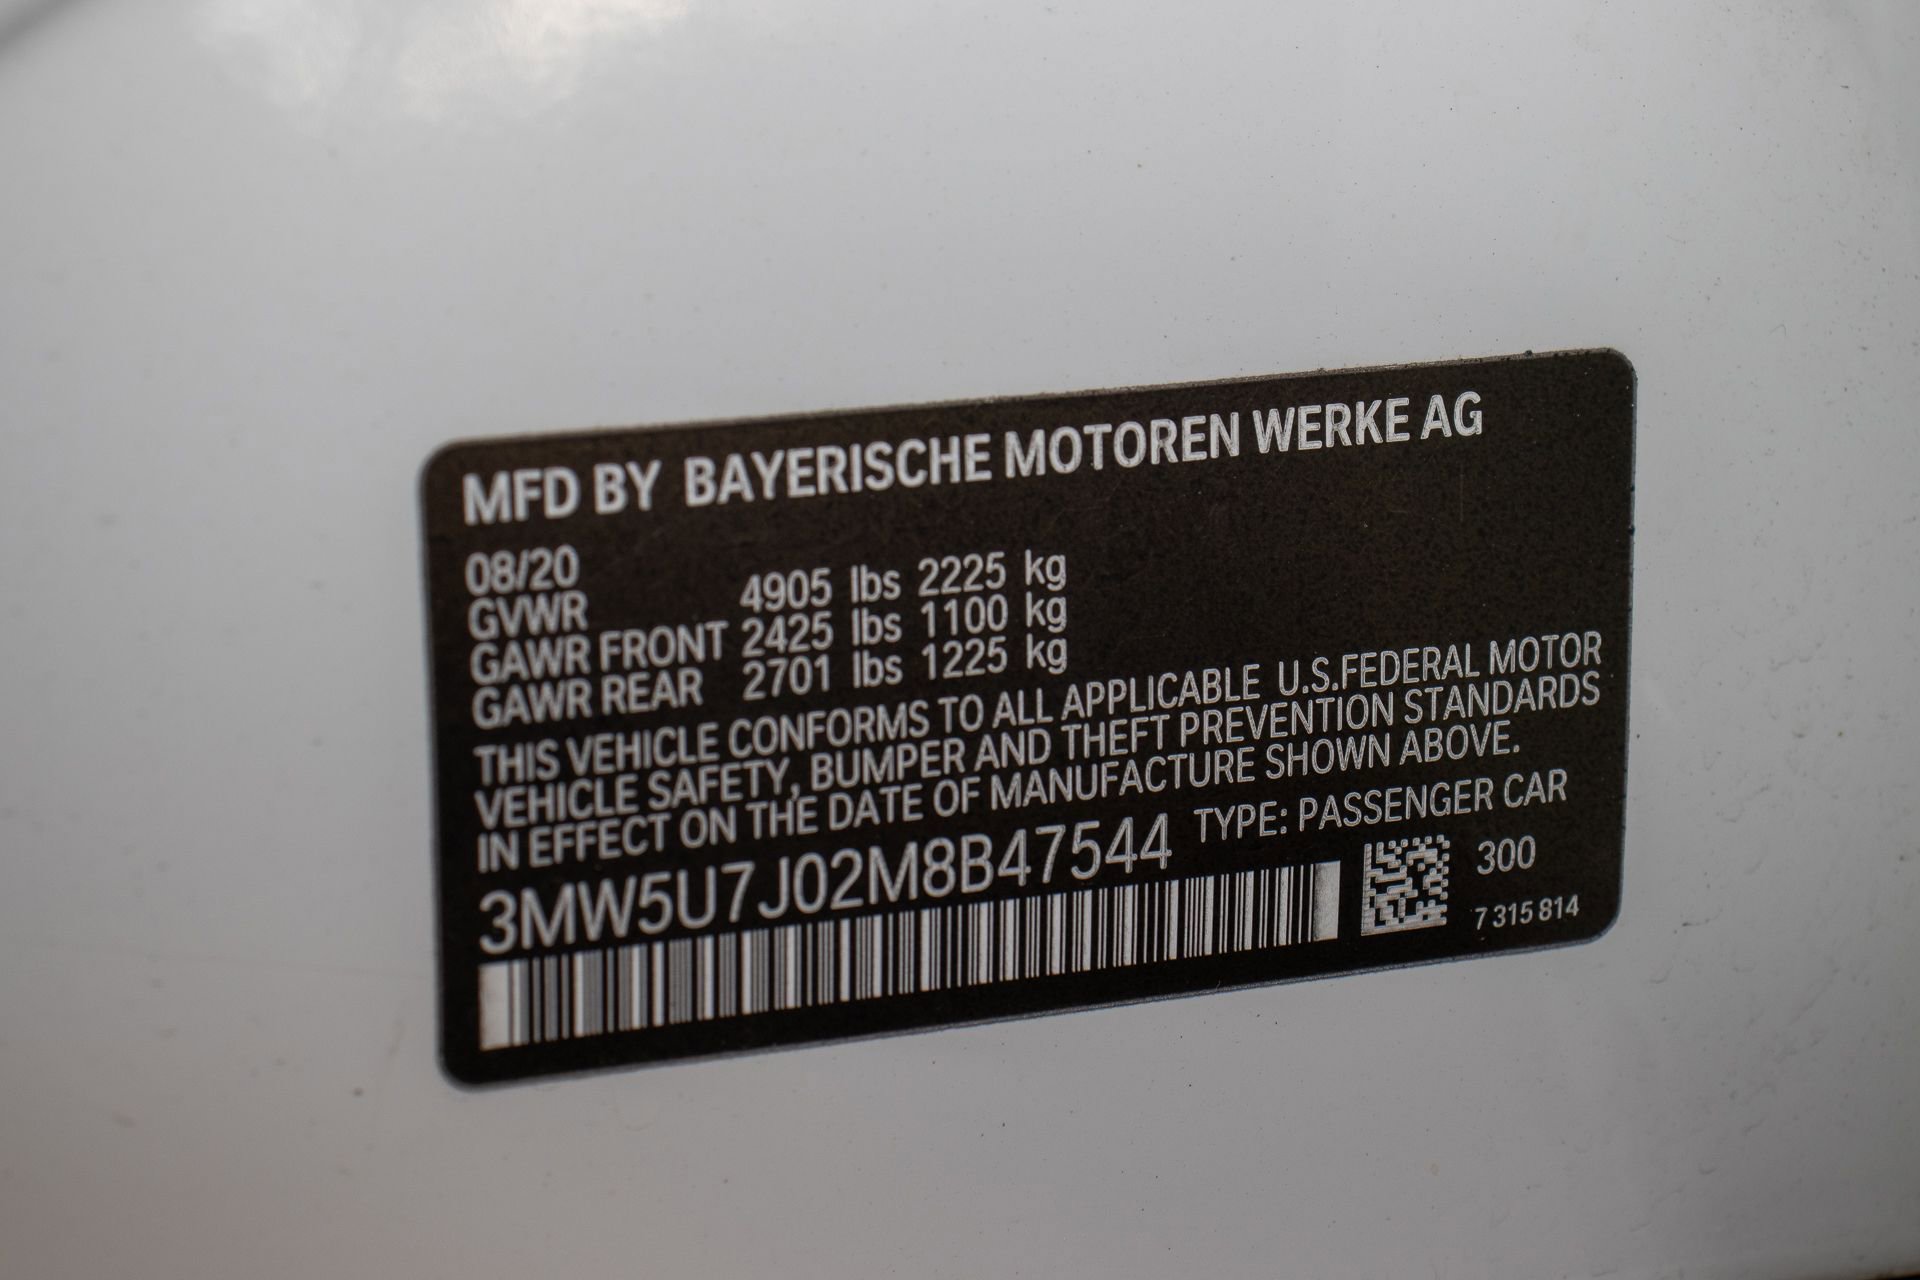 MFD BY BAYERISCHE MOTOREN WERKE AG
08/20
GVWR 4905 lbs 2225 kg
GAWR FRONT 2425 lbs 1100 kg
GAWR REAR 2701 lbs 1225 kg
THIS VEHICLE CONFORMS TO ALL APPLICABLE U.S.FEDERAL MOTOR
VEHICLE SAFETY, BUMPER AND THEFT PREVENTION STANDARDS
IN EFFECT ON THE DATE OF MANUFACTURE SHOWN ABOVE.
3MW5U7J02M8B47544 TYPE: PASSENGER CAR
300
7 315 814